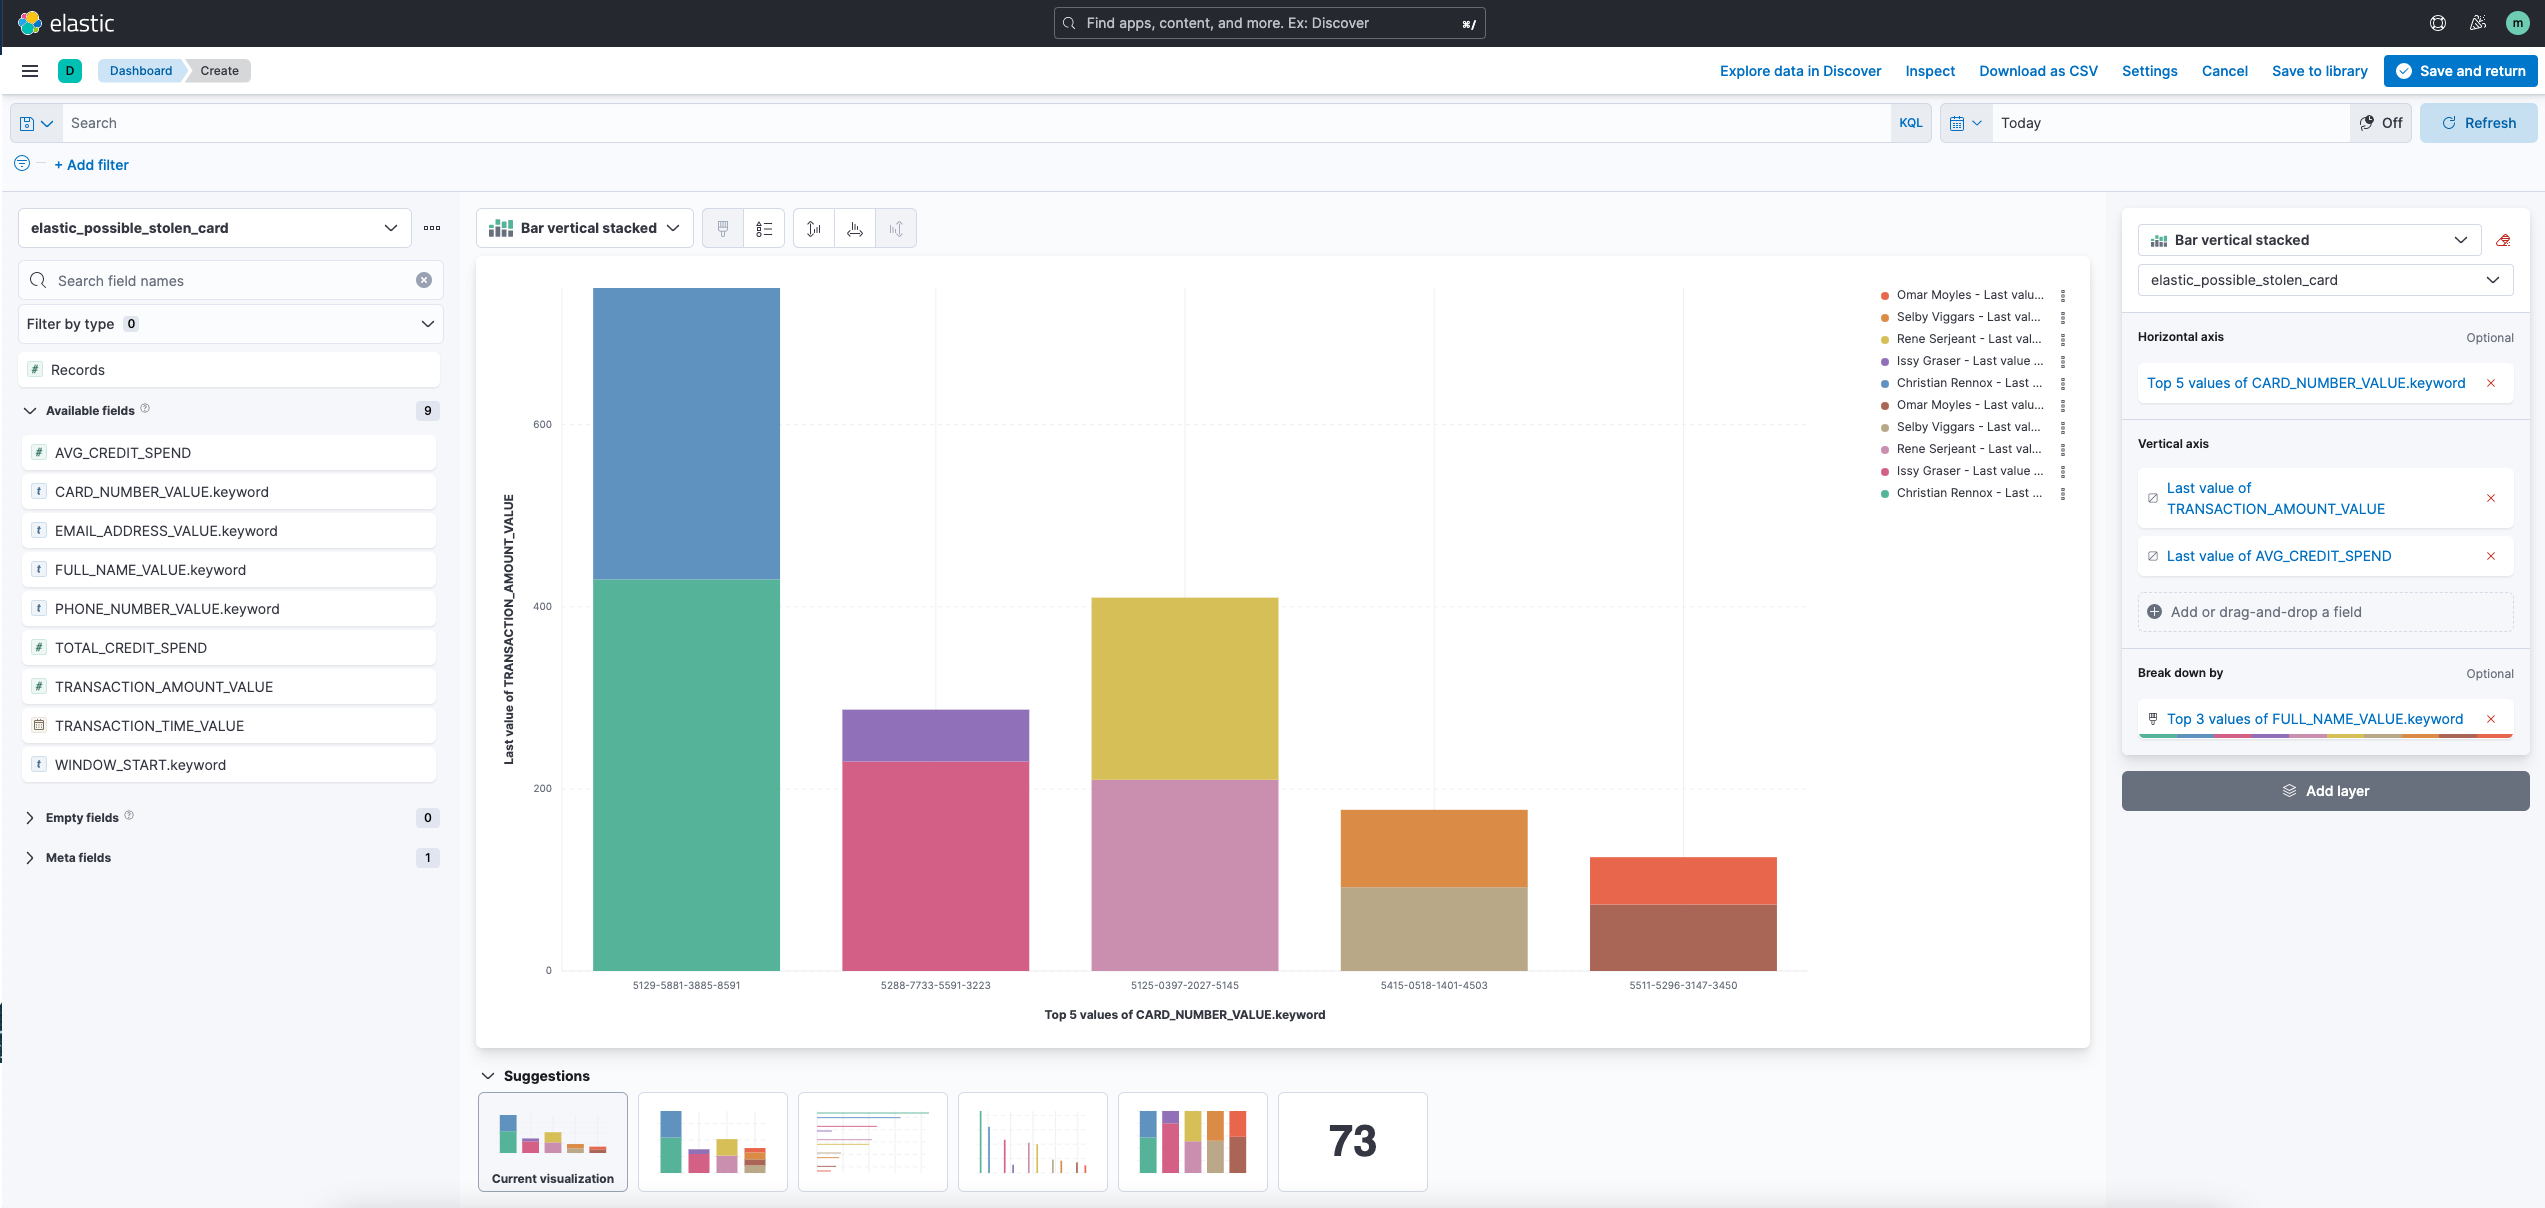 elastic
Find apps, content, and more. Ex: Discover
⌘/
m
D
Dashboard
Create
Explore data in Discover
Inspect
Download as CSV
Settings
Cancel
Save to library
Save and return
Search
KQL
Today
Off
Refresh
+ Add filter
elastic_possible_stolen_card
Search field names
Filter by type 0
# Records
Available fields 9
# AVG_CREDIT_SPEND
t CARD_NUMBER_VALUE.keyword
t EMAIL_ADDRESS_VALUE.keyword
t FULL_NAME_VALUE.keyword
t PHONE_NUMBER_VALUE.keyword
# TOTAL_CREDIT_SPEND
# TRANSACTION_AMOUNT_VALUE
TRANSACTION_TIME_VALUE
t WINDOW_START.keyword
Empty fields 0
Meta fields 1
Bar vertical stacked
Last value of TRANSACTION_AMOUNT_VALUE
600
400
200
0
5129-5881-3885-8591
5288-7733-5591-3223
5125-0397-2027-5145
5415-0518-1401-4503
5511-5296-3147-3450
Top 5 values of CARD_NUMBER_VALUE.keyword
Omar Moyles - Last valu...
Selby Viggars - Last val...
Rene Serjeant - Last val...
Issy Graser - Last value ...
Christian Rennox - Last ...
Omar Moyles - Last valu...
Selby Viggars - Last val...
Rene Serjeant - Last val...
Issy Graser - Last value ...
Christian Rennox - Last ...
Suggestions
Current visualization
73
Bar vertical stacked
elastic_possible_stolen_card
Horizontal axis Optional
Top 5 values of CARD_NUMBER_VALUE.keyword
Vertical axis
Last value of
TRANSACTION_AMOUNT_VALUE
Last value of AVG_CREDIT_SPEND
Add or drag-and-drop a field
Break down by Optional
Top 3 values of FULL_NAME_VALUE.keyword
Add layer